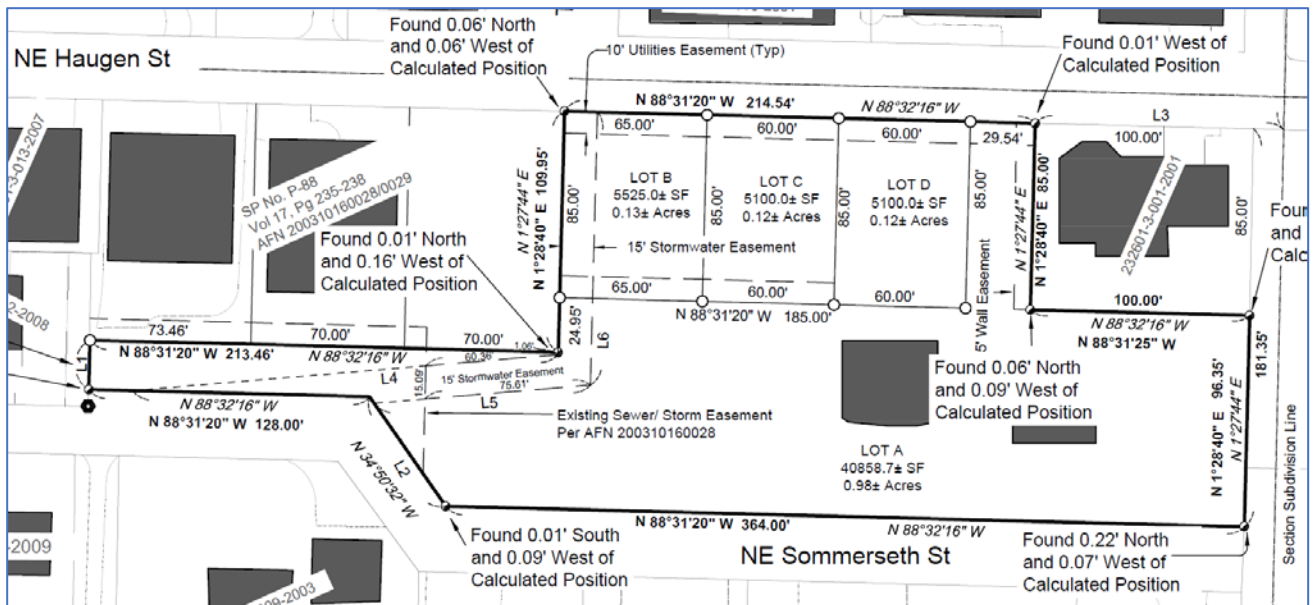 Found 0.06' North
and 0.06' West of
Calculated Position
10' Utilities Easement (Typ)
Found 0.01' West of
Calculated Position
NE Haugen St
N 88°31'20" W 214.54'
N 88°32'16" W
L3
65.00'
60.00'
60.00'
29.54'
100.00'
3-013-2007
SP No. P-88
Vol 17, Pg 235-238
AFN 200310160028/0029
N 1°27'44" E
N 1°28'40" E 109.95'
85.00'
LOT B
5525.0± SF
0.13± Acres
85.00'
LOT C
5100.0± SF
0.12± Acres
85.00'
LOT D
5100.0± SF
0.12± Acres
85.00'
N 1°27'44" E
N 1°28'40" E 85.00'
232601-3-001-2001
85.00'
Found 0.01' North
and 0.16' West of
Calculated Position
15' Stormwater Easement
5' Wall Easement
and
65.00'
60.00'
60.00'
N 88°31'20" W 185.00'
100.00'
N 88°32'16" W
N 88°31'25" W
2-2008
73.46'
70.00'
70.00'
24.95'
L6
N 88°31'20" W 213.46'
N 88°32'16" W
1.06'
60.36'
L1
L4
15.09'
15' Stormwater Easement
75.61'
L5
Found 0.06' North
and 0.09' West of
Calculated Position
181.35'
N 1°28'40" E 96.35'
N 1°27'44" E
N 88°32'16" W
N 88°31'20" W 128.00'
Existing Sewer/ Storm Easement
Per AFN 200310160028
L2
N 34°50'32" W
LOT A
40858.7± SF
0.98± Acres
Section Subdivision Line
N 88°31'20" W 364.00'
N 88°32'16" W
Found 0.01' South
and 0.09' West of
Calculated Position
NE Sommerseth St
Found 0.22' North
and 0.07' West of
Calculated Position
-2009
09-2003